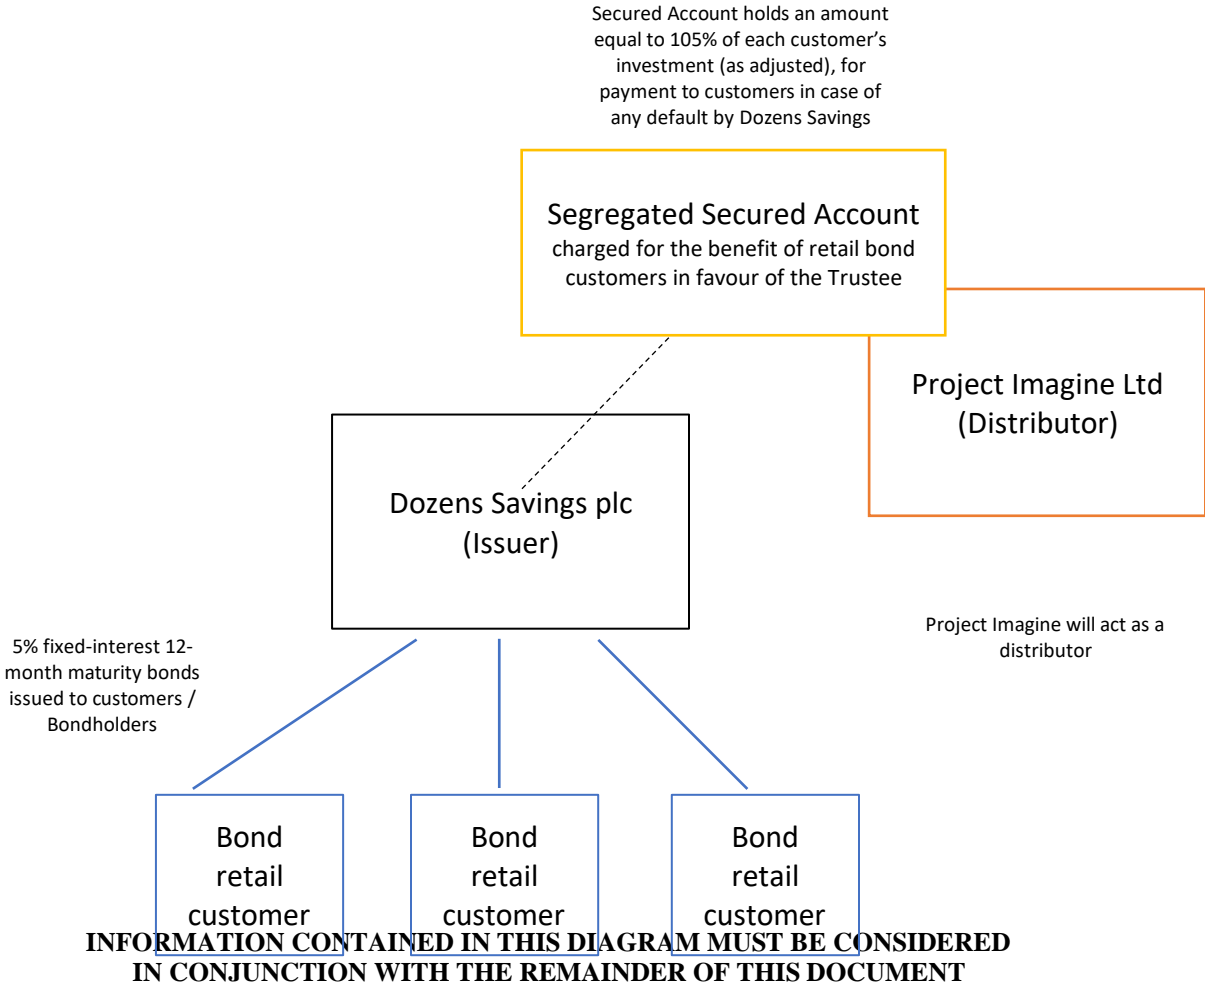 Secured Account holds an amount
equal to 105% of each customer’s
investment (as adjusted), for
payment to customers in case of
any default by Dozens Savings
Segregated Secured Account
charged for the benefit of retail bond
customers in favour of the Trustee
Project Imagine Ltd
(Distributor)
Dozens Savings plc
(Issuer)
Project Imagine will act as a
distributor
5% fixed-interest 12-
month maturity bonds
issued to customers /
Bondholders
Bond
retail
customer
Bond
retail
customer
Bond
retail
customer
INFORMATION CONTAINED IN THIS DIAGRAM MUST BE CONSIDERED
IN CONJUNCTION WITH THE REMAINDER OF THIS DOCUMENT